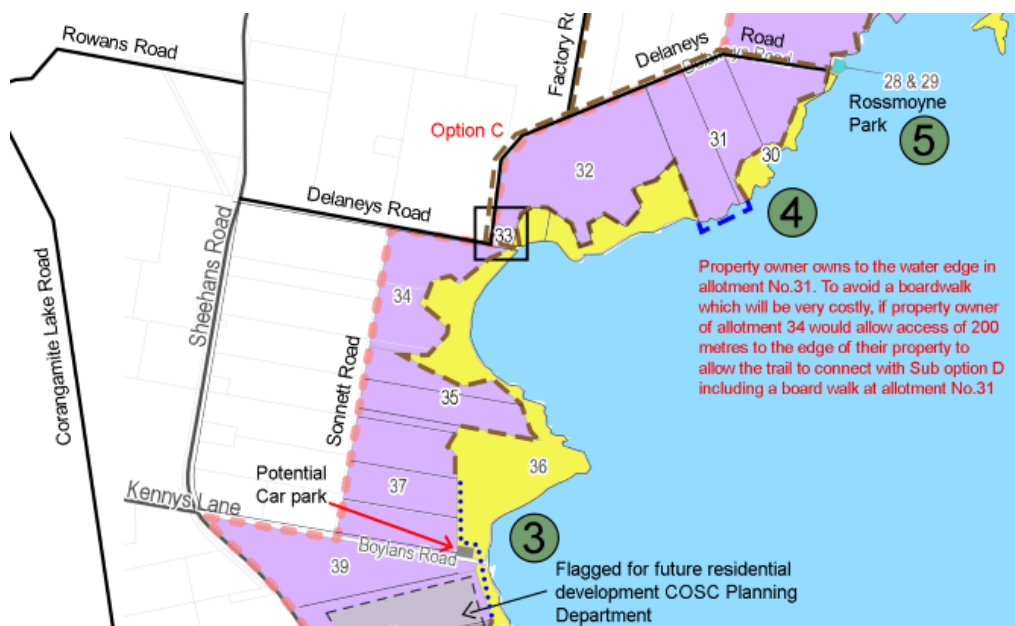 Rowans Road
Factory Ro
Delaneys
Road
Delaneys Road
28 & 29
Rossmoyne
Park
5
Option C
31
30
32
4
Delaneys Road
33
Sheehans Road
Corangamite Lake Road
34
Property owner owns to the water edge in
allotment No.31. To avoid a boardwalk
which will be very costly, if property owner
of allotment 34 would allow access of 200
metres to the edge of their property to
allow the trail to connect with Sub option D
including a board walk at allotment No.31
Sonnett Road
35
36
Potential
Car park
37
Kennys Lane
3
Boylans Road
39
Flagged for future residential
development COSC Planning
Department